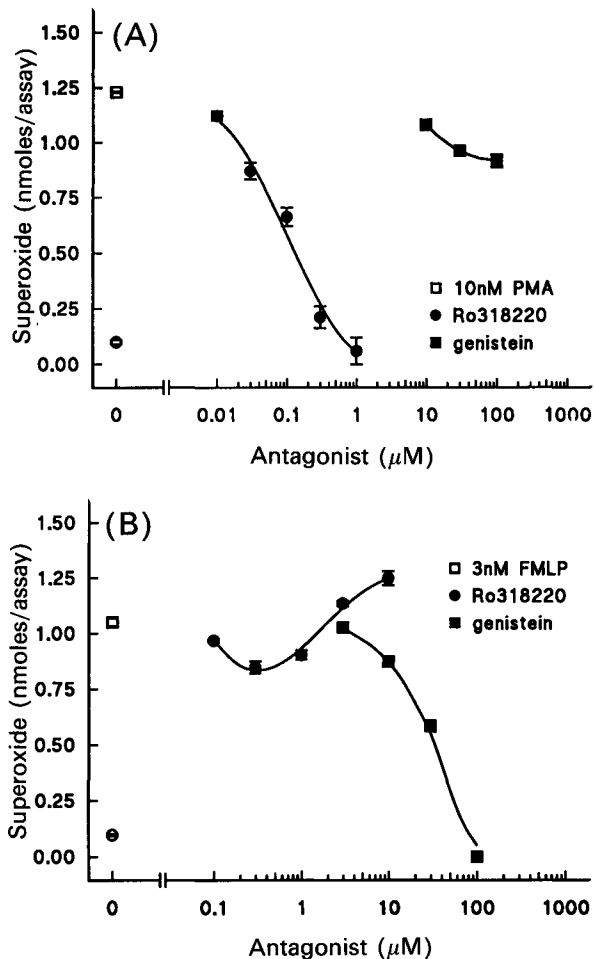 (A)
Superoxide (nmoles/assay)
1.50
1.25
1.00
0.75
0.50
0.25
0.00
10nM PMA
Ro318220
genistein
0 0.01 0.1 1 10 100 1000
Antagonist (μM)
(B)
Superoxide (nmoles/assay)
1.50
1.25
1.00
0.75
0.50
0.25
0.00
3nM FMLP
Ro318220
genistein
0 0.1 1 10 100 1000
Antagonist (μM)